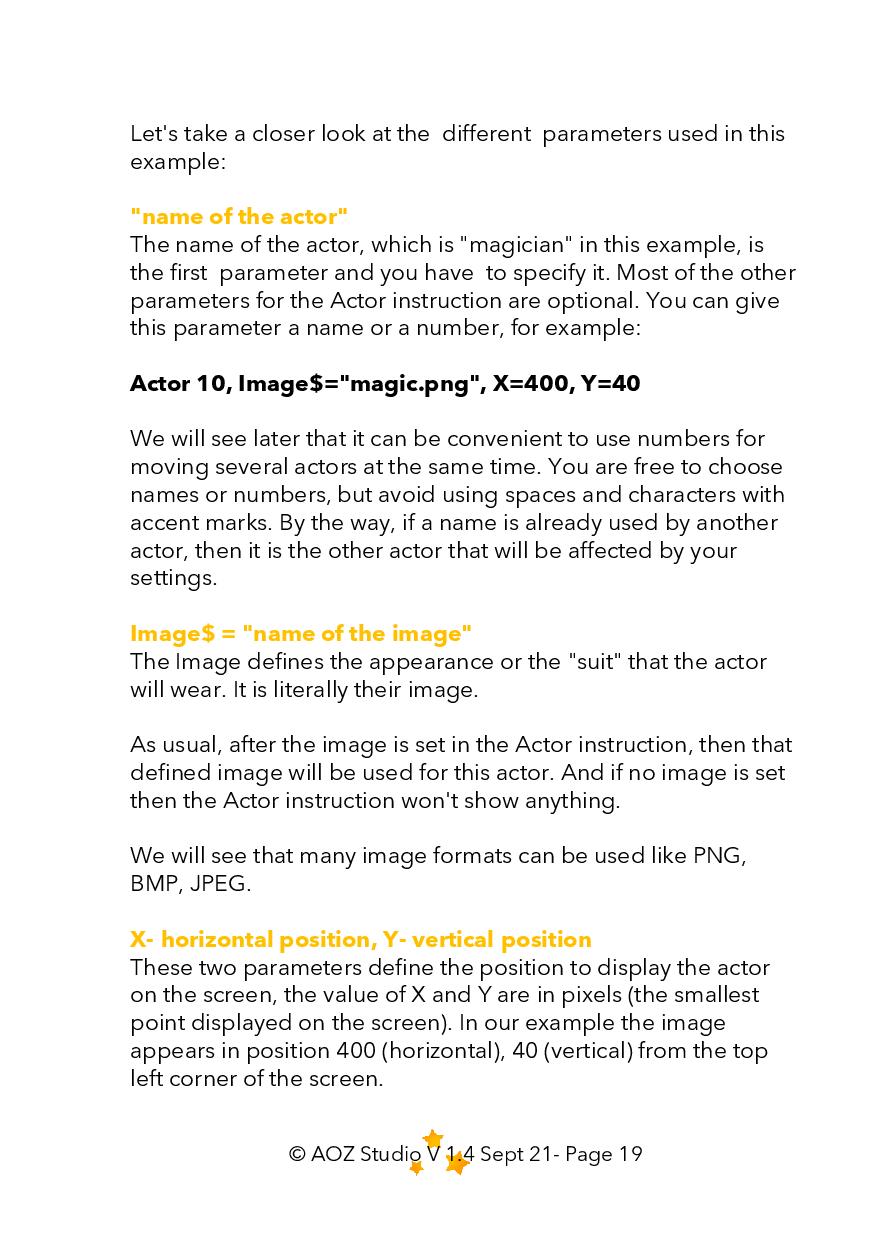 Let's take a closer look at the  different  parameters used in this
example:
"name of the actor"
The name of the actor, which is "magician" in this example, is
the first  parameter and you have  to specify it. Most of the other
parameters for the Actor instruction are optional. You can give
this parameter a name or a number, for example:
Actor 10, Image$="magic.png", X=400, Y=40
We will see later that it can be convenient to use numbers for
moving several actors at the same time. You are free to choose
names or numbers, but avoid using spaces and characters with
accent marks. By the way, if a name is already used by another
actor, then it is the other actor that will be affected by your
settings.
Image$ = "name of the image"
The Image defines the appearance or the "suit" that the actor
will wear. It is literally their image.
As usual, after the image is set in the Actor instruction, then that
defined image will be used for this actor. And if no image is set
then the Actor instruction won't show anything.
We will see that many image formats can be used like PNG,
BMP, JPEG.
X- horizontal position, Y- vertical position
These two parameters define the position to display the actor
on the screen, the value of X and Y are in pixels (the smallest
point displayed on the screen). In our example the image
appears in position 400 (horizontal), 40 (vertical) from the top
left corner of the screen.
© AOZ Studio V 1.4 Sept 21- Page 19